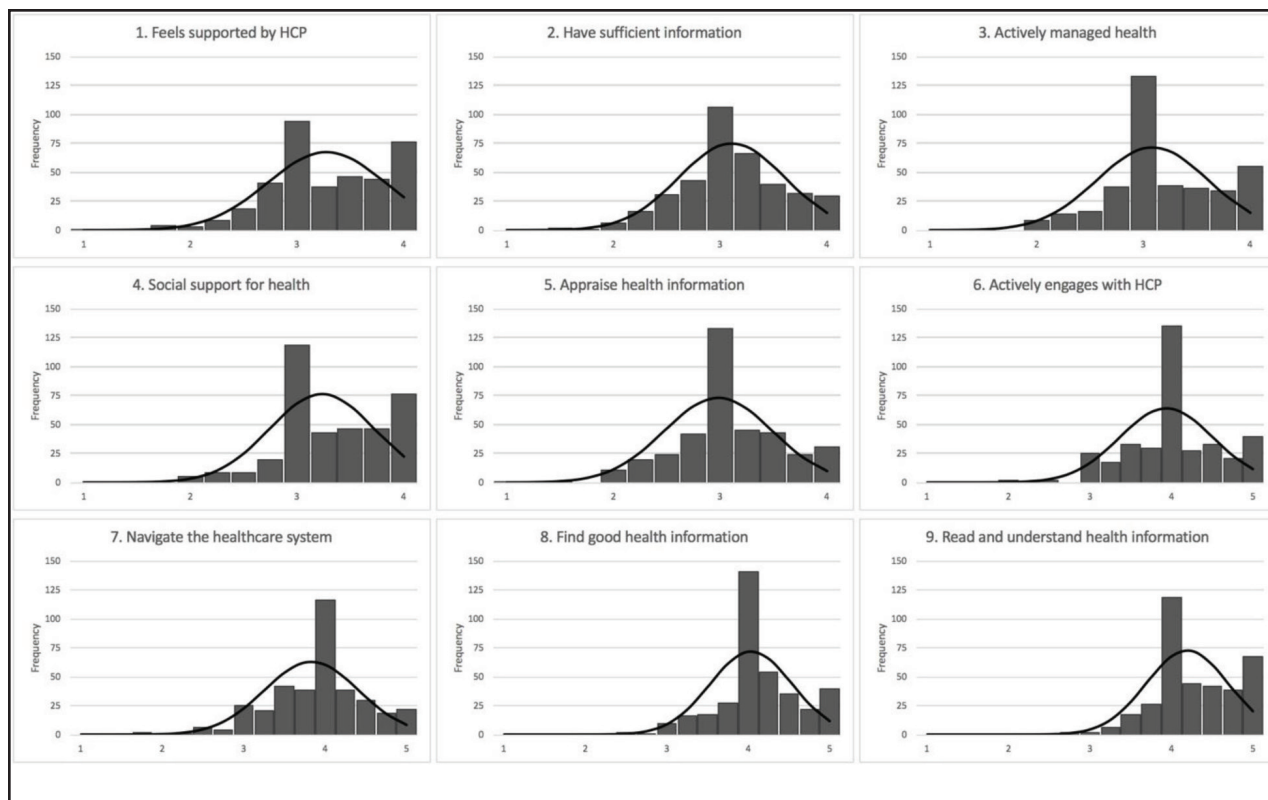 1. Feels supported by HCP
150
125
100
75
50
25
0
Frequency
1 2 3 4
2. Have sufficient information
150
125
100
75
50
25
0
Frequency
1 2 3 4
3. Actively managed health
150
125
100
75
50
25
0
Frequency
1 2 3 4
4. Social support for health
150
125
100
75
50
25
0
Frequency
1 2 3 4
5. Appraise health information
150
125
100
75
50
25
0
Frequency
1 2 3 4
6. Actively engages with HCP
150
125
100
75
50
25
0
Frequency
1 2 3 4 5
7. Navigate the healthcare system
150
125
100
75
50
25
0
Frequency
1 2 3 4 5
8. Find good health information
150
125
100
75
50
25
0
Frequency
1 2 3 4 5
9. Read and understand health information
150
125
100
75
50
25
0
Frequency
1 2 3 4 5